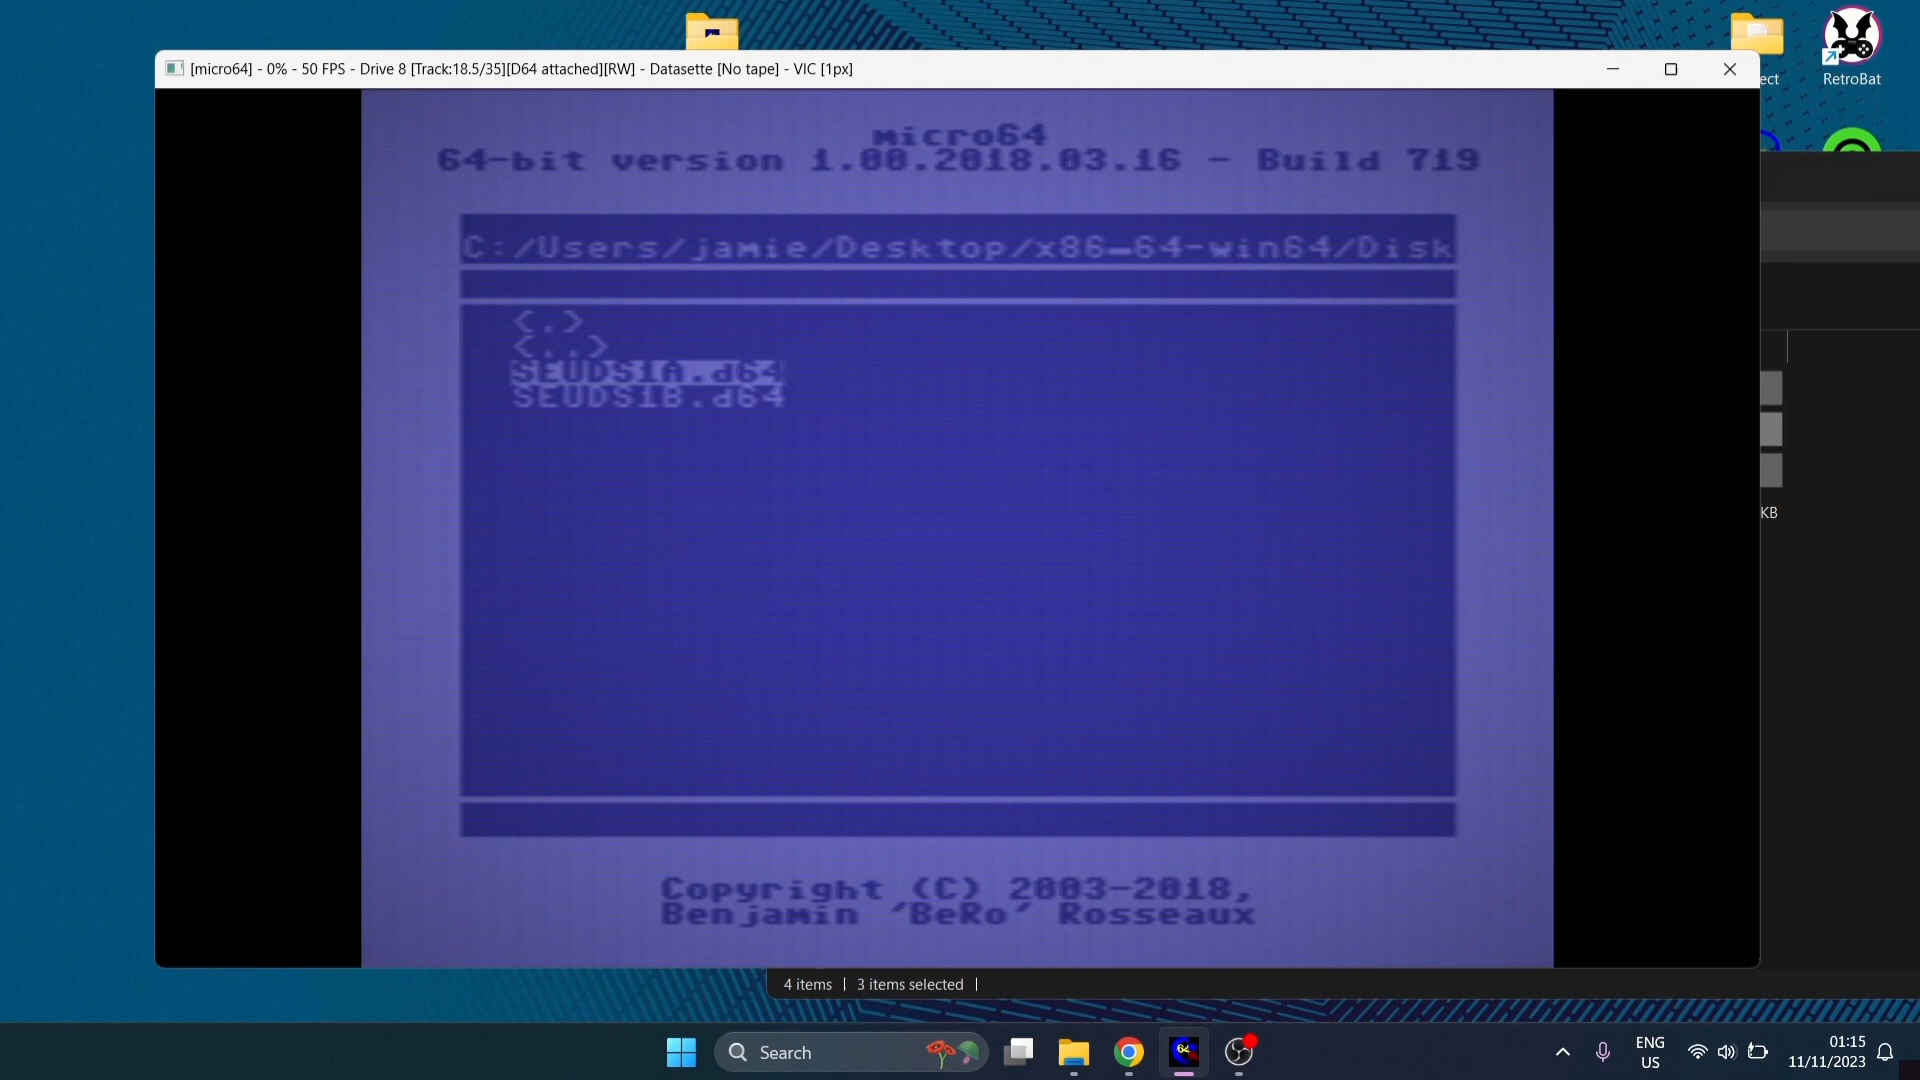 [micro64] - 0% - 50 FPS - Drive 8 [Track:18.5/35][D64 attached][RW] - Datasette [No tape] - VIC [1px]
ect
RetroBat
micro64
64-bit version 1.00.2018.03.16 - Build 719
C:/Users/jamie/Desktop/x86_64-win64/Disk
<.>
<..>
SEUDS1A.d64
SEUDS1B.d64
KB
Copyright (C) 2003-2018,
Benjamin 'BeRo' Rosseaux
4 items
3 items selected
Search
64
ENG
US
01:15
11/11/2023